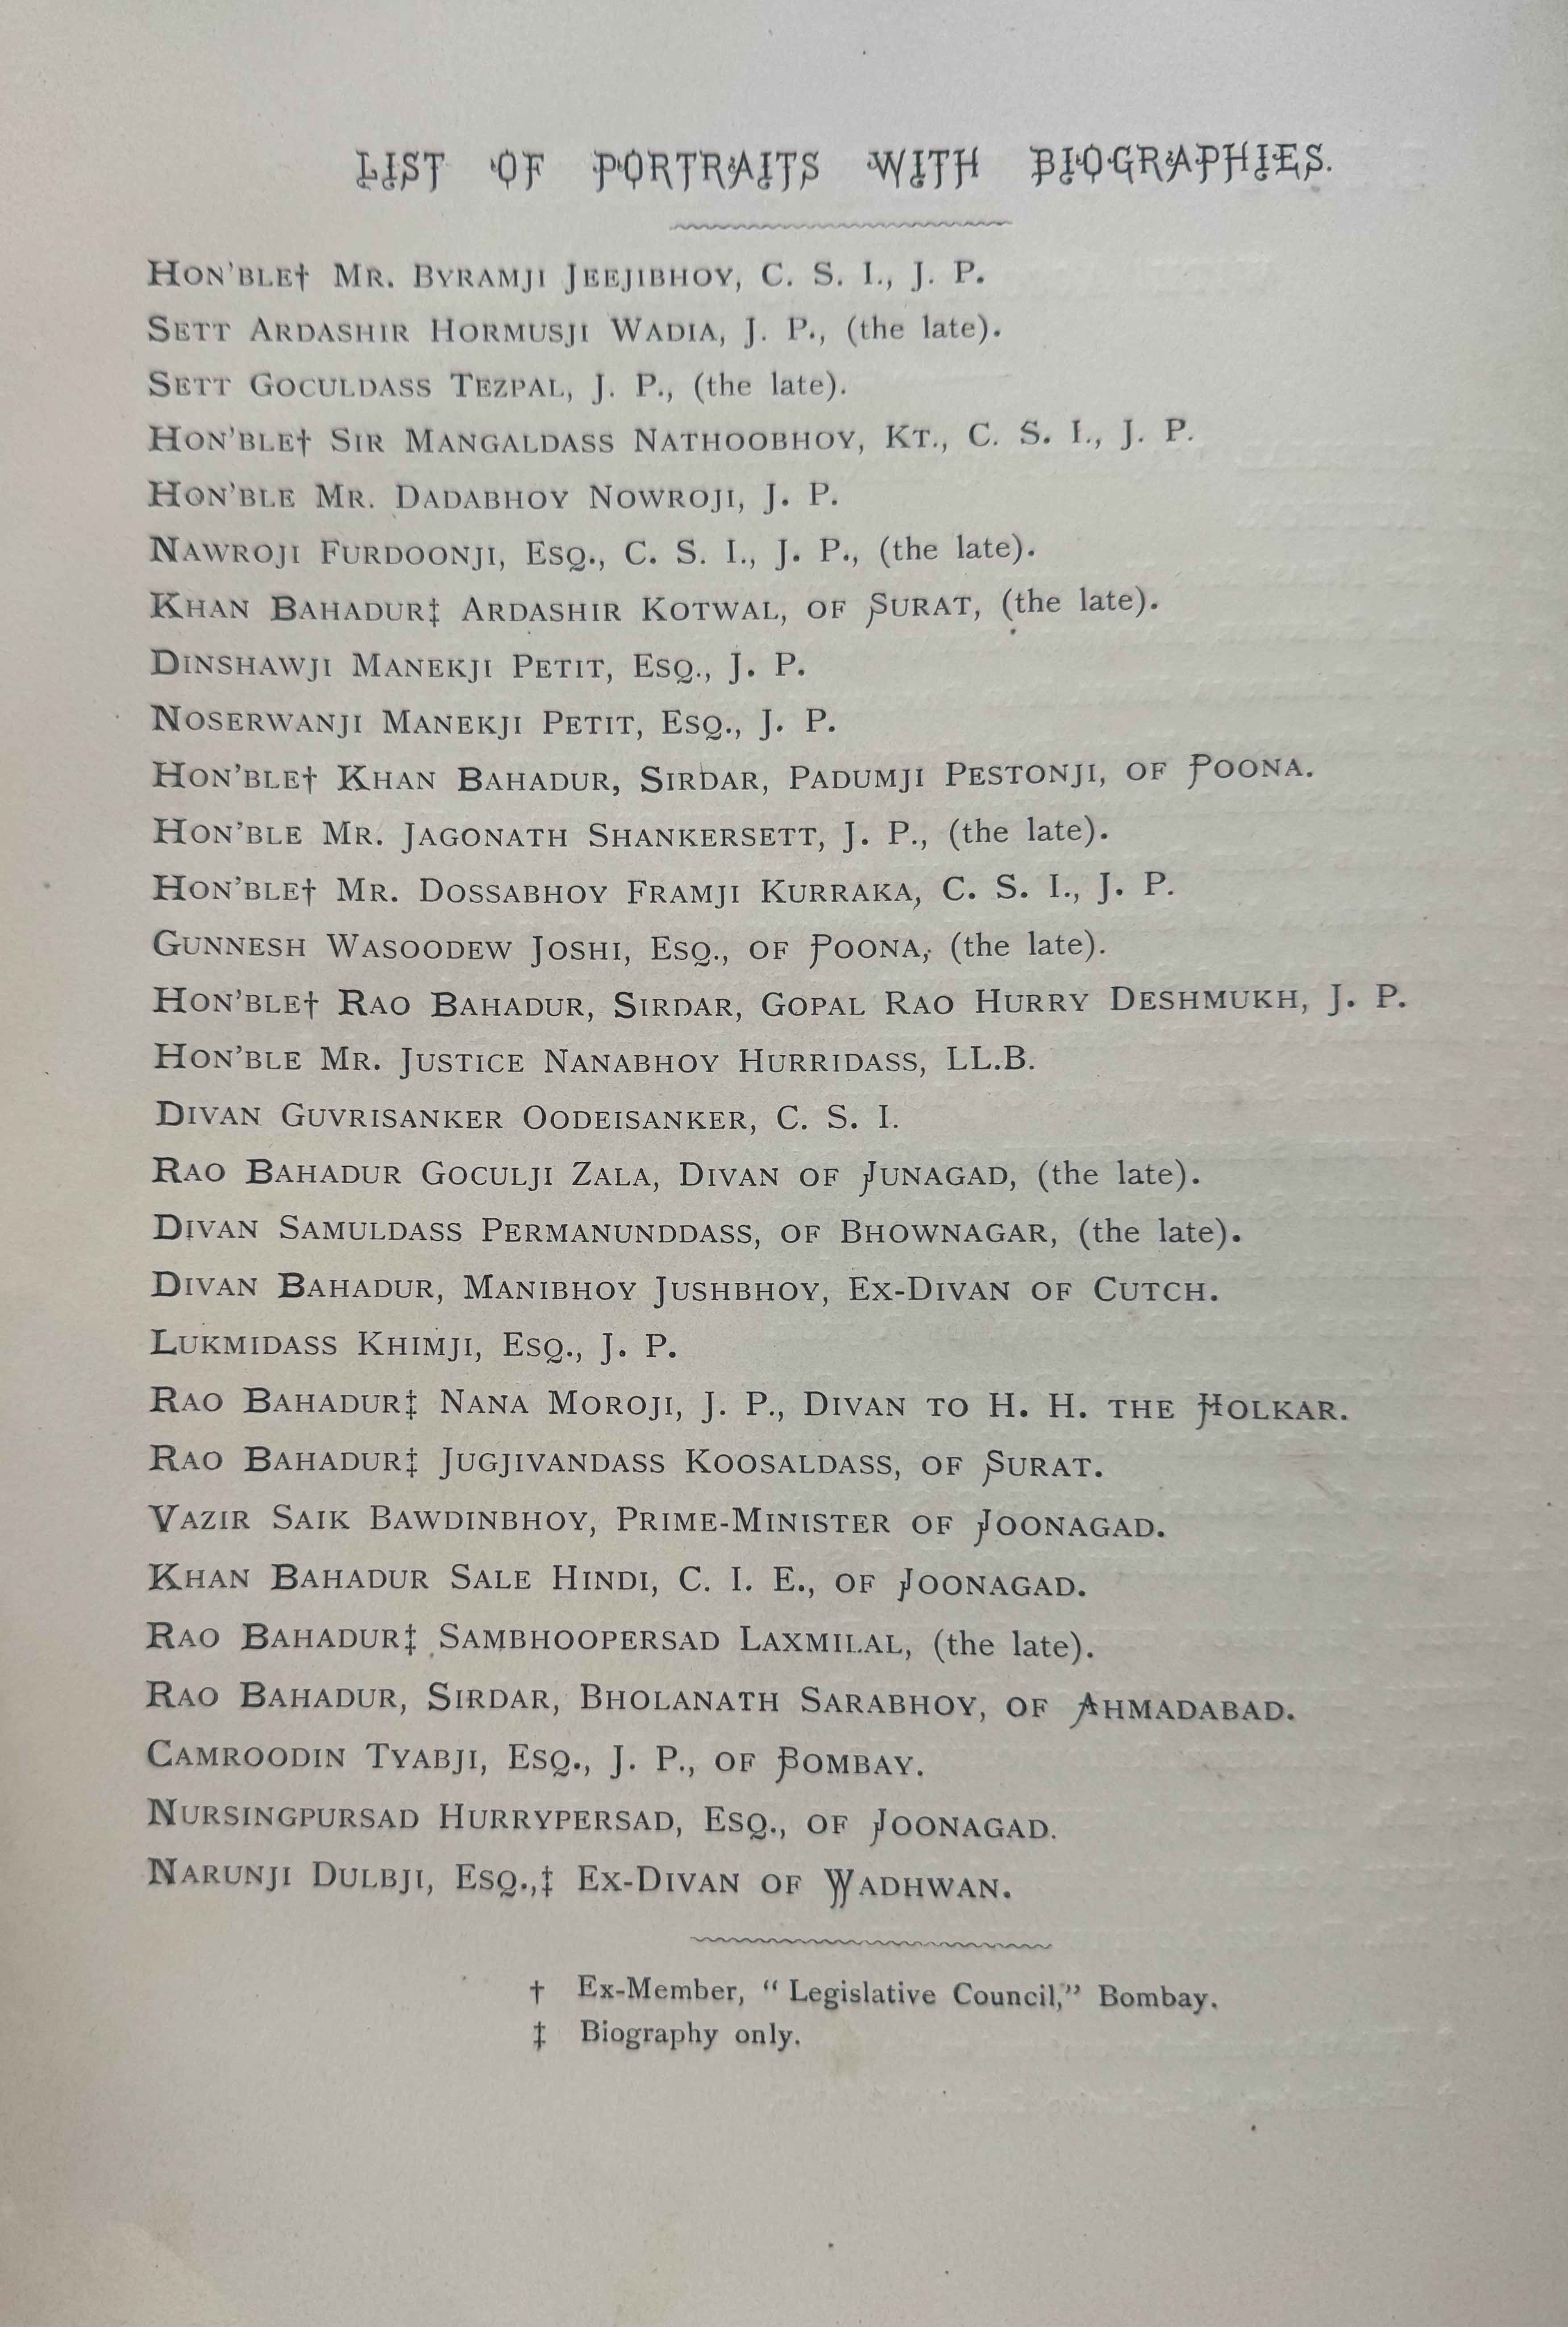 LIST OF PORTRAITS WITH BIOGRAPHIES.
HON'BLE† MR. BYRAMJI JEEJIBHOY, C. S. I., J. P.
SETT ARDASHIR HORMUSJI WADIA, J. P., (the late).
SETT GOCULDASS TEZPAL, J. P., (the late).
HON'BLE† SIR MANGALDASS NATHOOBHOY, KT., C. S. I., J. P.
HON'BLE MR. DADABHOY NOWROJI, J. P.
NAWROJI FURDOONJI, ESQ., C. S. I., J. P., (the late).
KHAN BAHADUR‡ ARDASHIR KOTWAL, OF SURAT, (the late).
DINSHAWJI MANEKJI PETIT, ESQ., J. P.
NOSERWANJI MANEKJI PETIT, ESQ., J. P.
HON'BLE† KHAN BAHADUR, SIRDAR, PADUMJI PESTONJI, OF POONA.
HON'BLE MR. JAGONATH SHANKERSETT, J. P., (the late).
HON'BLE† MR. DOSSABHOY FRAMJI KURRAKA, C. S. I., J. P.
GUNNESH WASOODEW JOSHI, ESQ., OF POONA, (the late).
HON'BLE† RAO BAHADUR, SIRDAR, GOPAL RAO HURRY DESHMUKH, J. P.
HON'BLE MR. JUSTICE NANABHOY HURRIDASS, LL.B.
DIVAN GUVRISANKER OODEISANKER, C. S. I.
RAO BAHADUR GOCULJI ZALA, DIVAN OF JUNAGAD, (the late).
DIVAN SAMULDASS PERMANUNDDASS, OF BHOWNAGAR, (the late).
DIVAN BAHADUR, MANIBHOY JUSHBHOY, EX-DIVAN OF CUTCH.
LUKMIDASS KHIMJI, ESQ., J. P.
RAO BAHADUR‡ NANA MOROJI, J. P., DIVAN TO H. H. THE HOLKAR.
RAO BAHADUR‡ JUGJIVANDASS KOOSALDASS, OF SURAT.
VAZIR SAIK BAWDINBHOY, PRIME-MINISTER OF JOONAGAD.
KHAN BAHADUR SALE HINDI, C. I. E., OF JOONAGAD.
RAO BAHADUR‡ SAMBHOOPERSAD LAXMILAL, (the late).
RAO BAHADUR, SIRDAR, BHOLANATH SARABHOY, OF AHMADABAD.
CAMROODIN TYABJI, ESQ., J. P., OF BOMBAY.
NURSINGPURSAD HURRYPERSAD, ESQ., OF JOONAGAD.
NARUNJI DULBJI, ESQ.,‡ EX-DIVAN OF WADHWAN.
† Ex-Member, "Legislative Council," Bombay.
‡ Biography only.